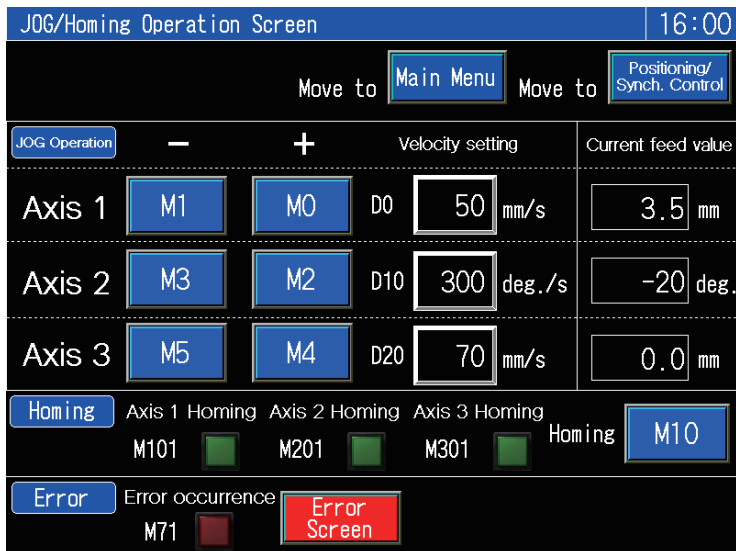 JOG/Homing Operation Screen 16:00
Move to Main Menu Move to Positioning/
Synch. Control
JOG Operation − + Velocity setting Current feed value
Axis 1 M1 M0 D0 50 mm/s 3.5 mm
Axis 2 M3 M2 D10 300 deg./s -20 deg.
Axis 3 M5 M4 D20 70 mm/s 0.0 mm
Homing Axis 1 Homing Axis 2 Homing Axis 3 Homing
M101 M201 M301 Homing M10
Error Error occurrence
M71 Error
Screen